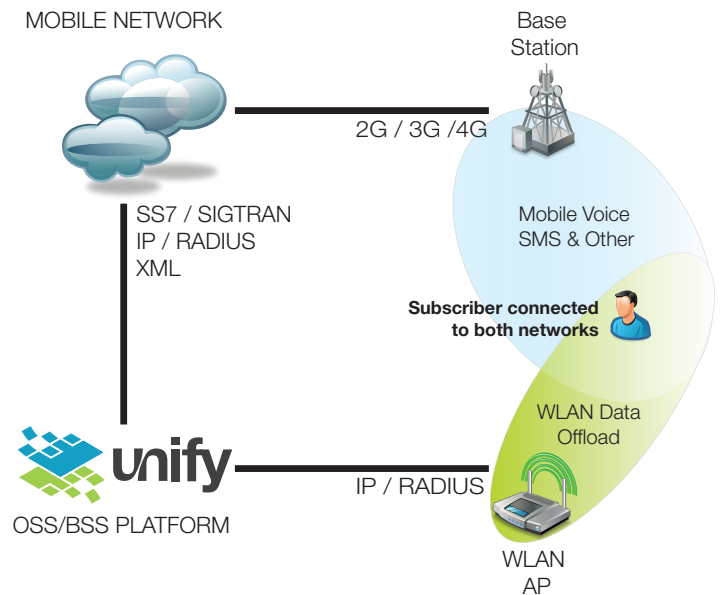 MOBILE NETWORK
Base
Station
2G / 3G /4G
SS7 / SIGTRAN
IP / RADIUS
XML
Mobile Voice
SMS & Other
Subscriber connected
to both networks
WLAN Data
Offload
unify
OSS/BSS PLATFORM
IP / RADIUS
WLAN
AP